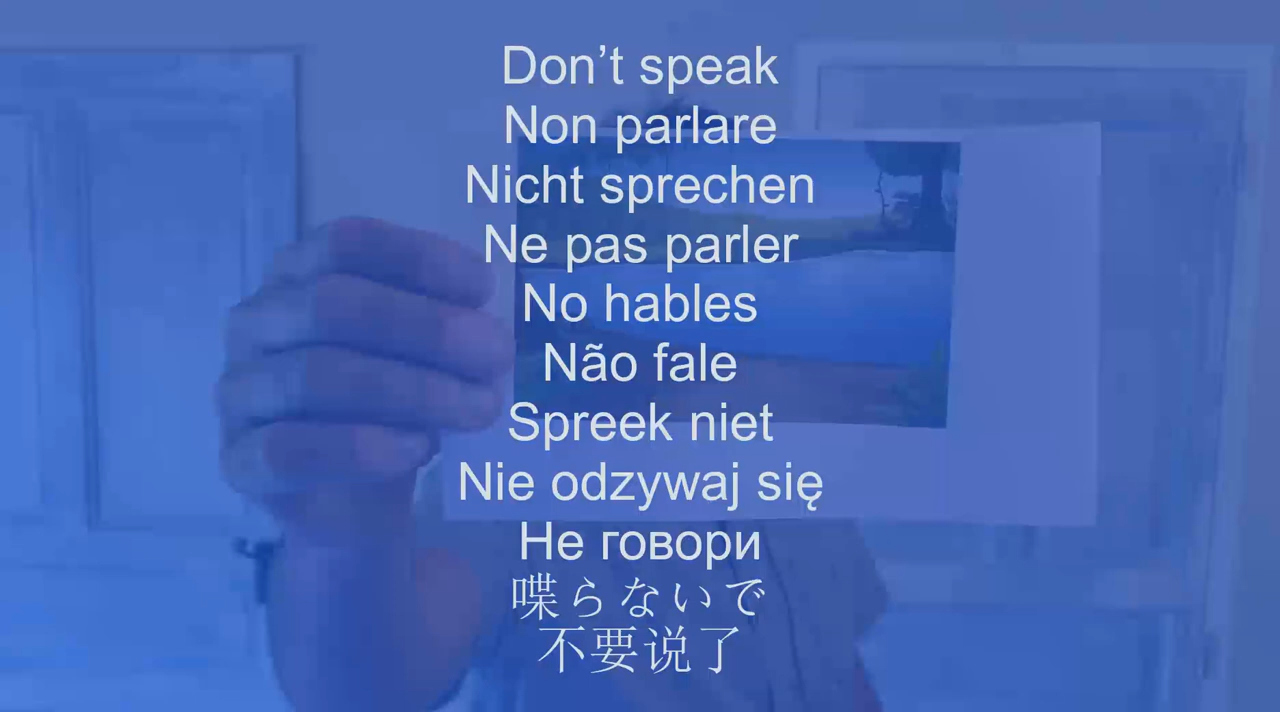 Don’t speak
Non parlare
Nicht sprechen
Ne pas parler
No hables
Não fale
Spreek niet
Nie odzywaj się
Не говори
喋らないで
不要说了